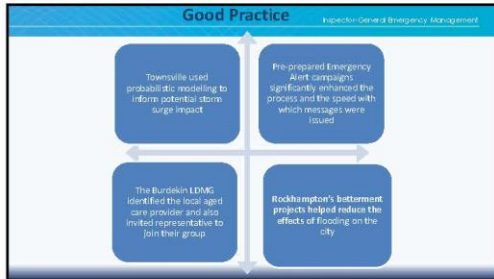 Good Practice
Inspector-General Emergency Management
Townsville used
probabilistic modelling to
inform potential storm
surge impact
Pre-prepared Emergency
Alert campaigns
significantly enhanced the
process and the speed with
which messages were
issued
The Burdekin LDMG
identified the local aged
care provider and also
invited representative to
join their group
Rockhampton's betterment
projects helped reduce the
effects of flooding on the
city